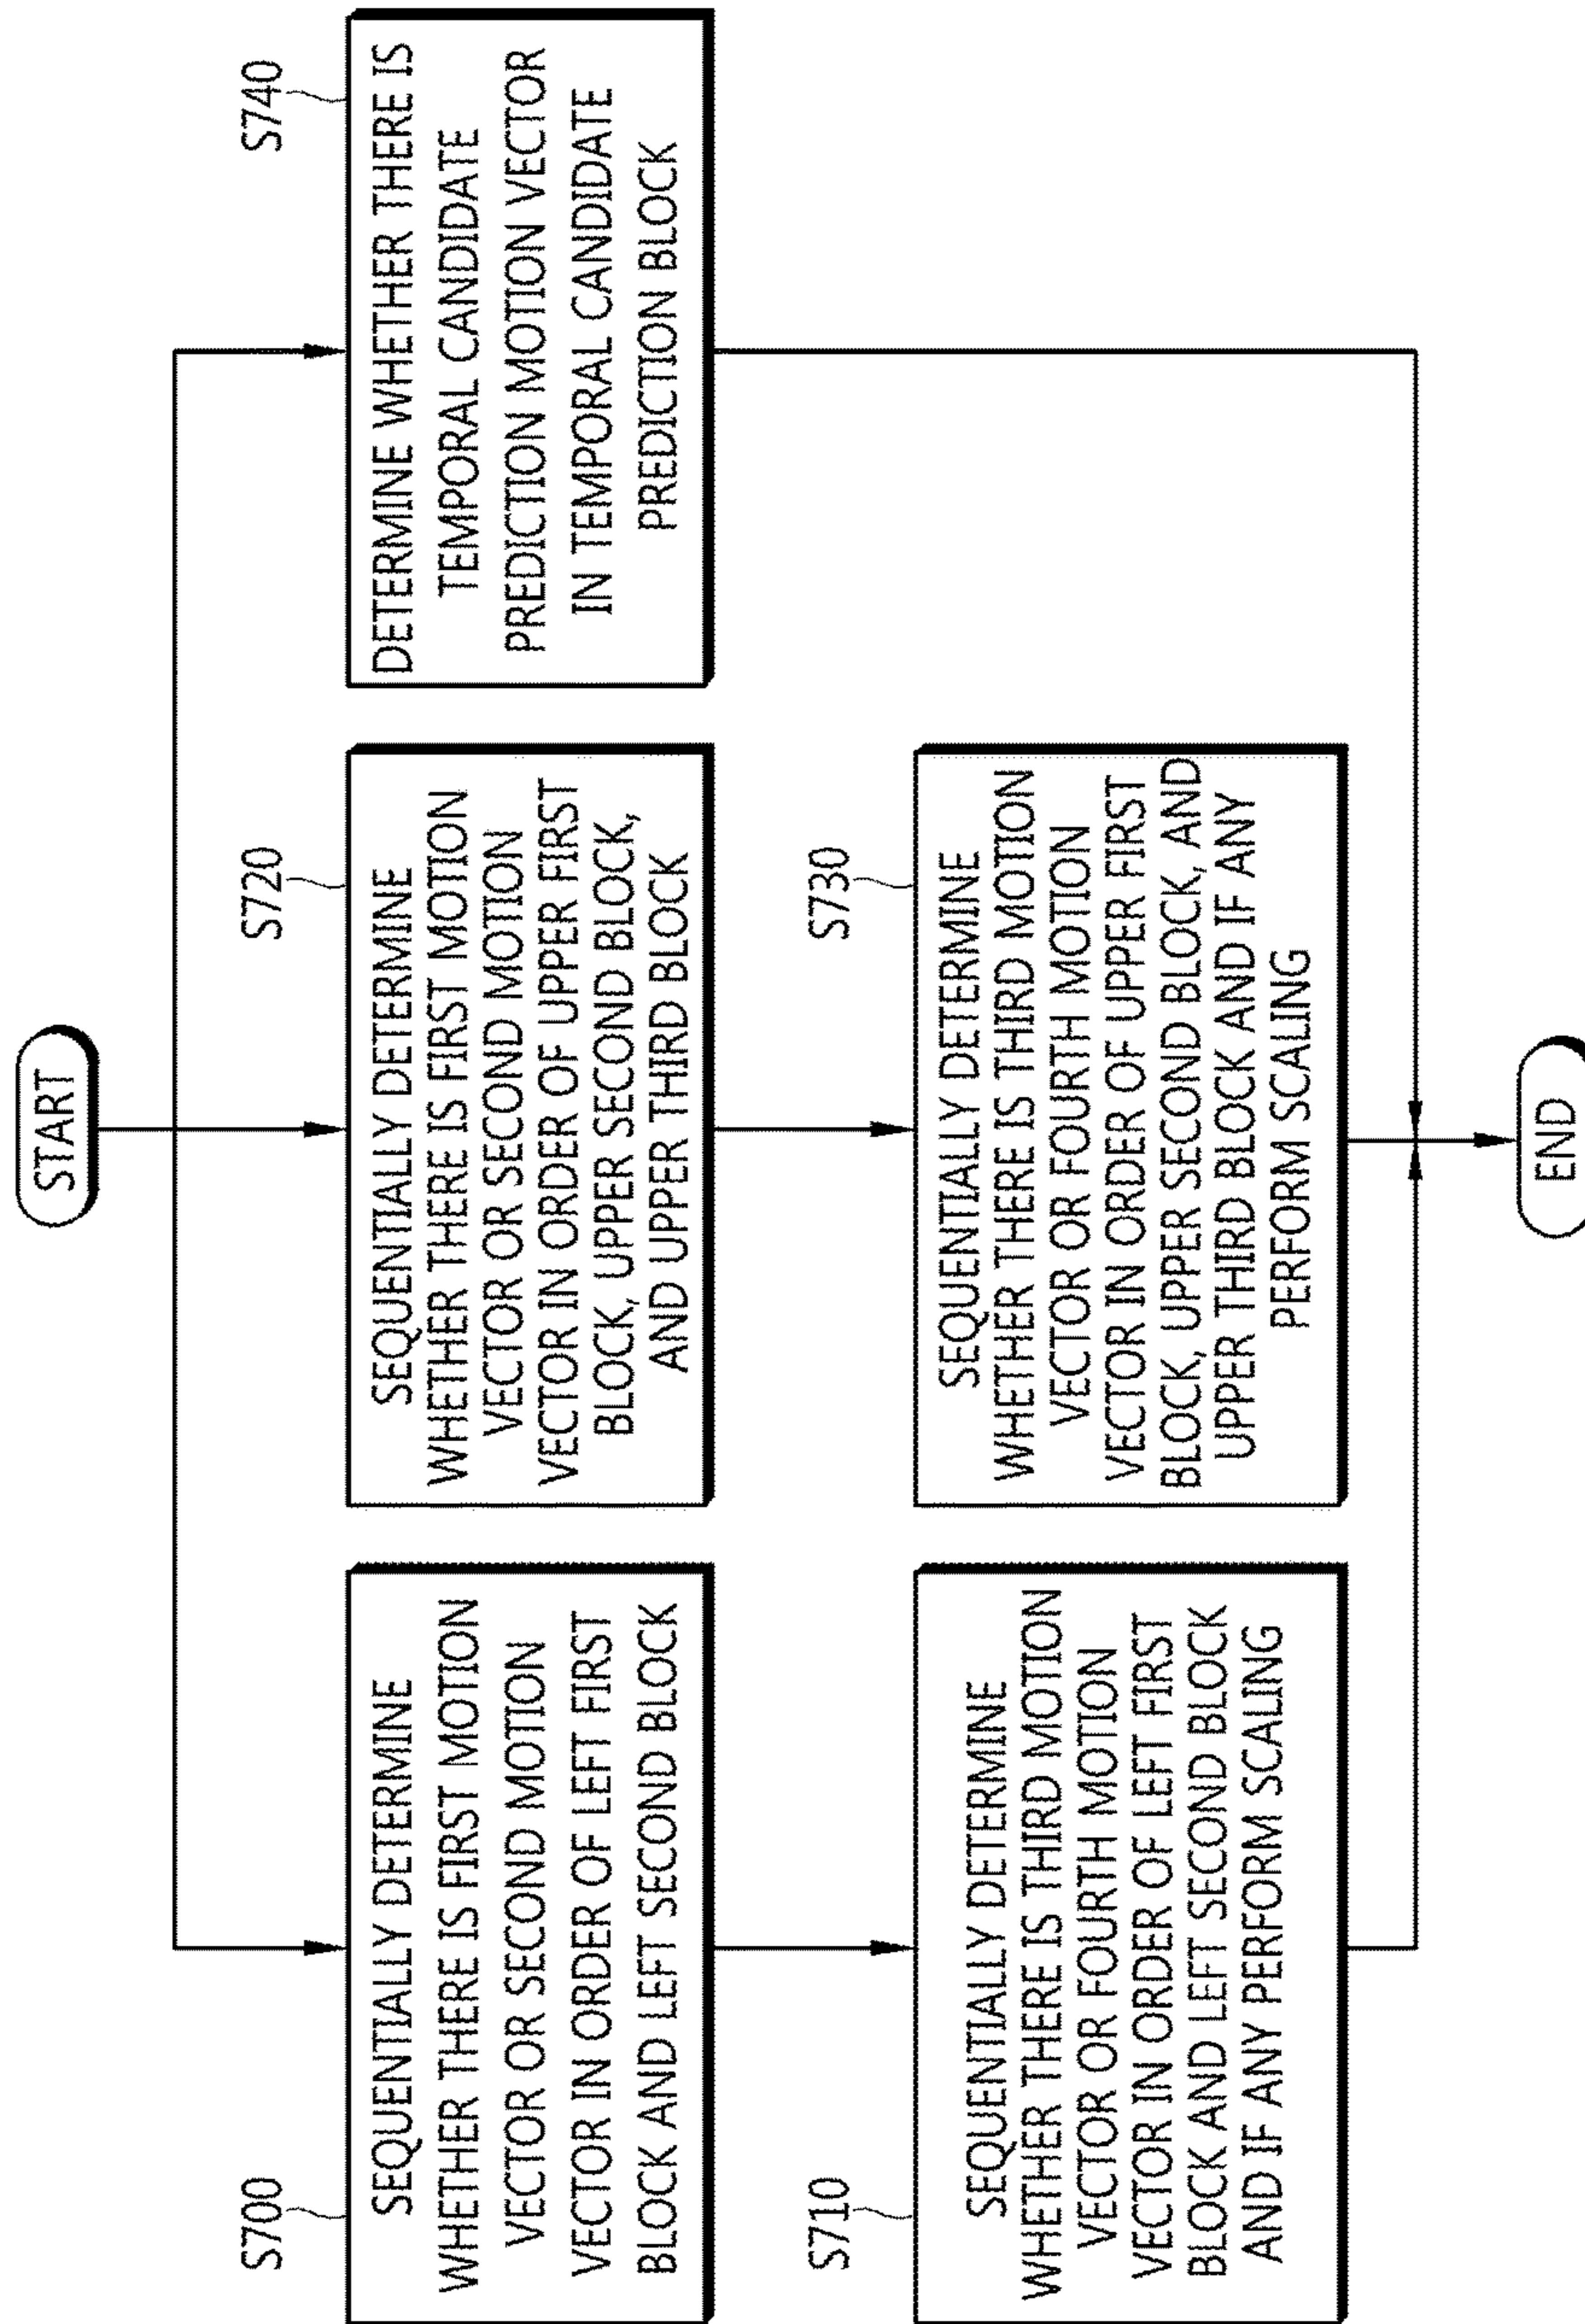 START
S700
SEQUENTIALLY DETERMINE
WHETHER THERE IS FIRST MOTION
VECTOR OR SECOND MOTION
VECTOR IN ORDER OF LEFT FIRST
BLOCK AND LEFT SECOND BLOCK
S720
SEQUENTIALLY DETERMINE
WHETHER THERE IS FIRST MOTION
VECTOR OR SECOND MOTION
VECTOR IN ORDER OF UPPER FIRST
BLOCK, UPPER SECOND BLOCK,
AND UPPER THIRD BLOCK
S740
DETERMINE WHETHER THERE IS
TEMPORAL CANDIDATE
PREDICTION MOTION VECTOR
IN TEMPORAL CANDIDATE
PREDICTION BLOCK
S710
SEQUENTIALLY DETERMINE
WHETHER THERE IS THIRD MOTION
VECTOR OR FOURTH MOTION
VECTOR IN ORDER OF LEFT FIRST
BLOCK AND LEFT SECOND BLOCK
AND IF ANY PERFORM SCALING
S730
SEQUENTIALLY DETERMINE
WHETHER THERE IS THIRD MOTION
VECTOR OR FOURTH MOTION
VECTOR IN ORDER OF UPPER FIRST
BLOCK, UPPER SECOND BLOCK, AND
UPPER THIRD BLOCK AND IF ANY
PERFORM SCALING
END